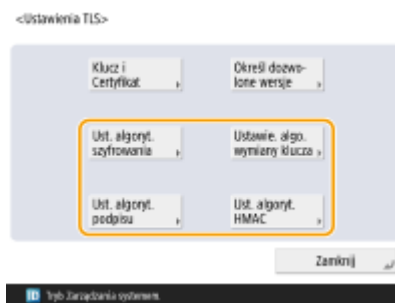 <Ustawienia TLS>
Klucz i
Certyfikat
Określ dozwo-
lone wersje
Ust. algoryt.
szyfrowania
Ustawie. algo.
wymiany klucza
Ust. algoryt.
podpisu
Ust. algoryt.
HMAC
Zamknij
ID Tryb Zarządzania systemem.